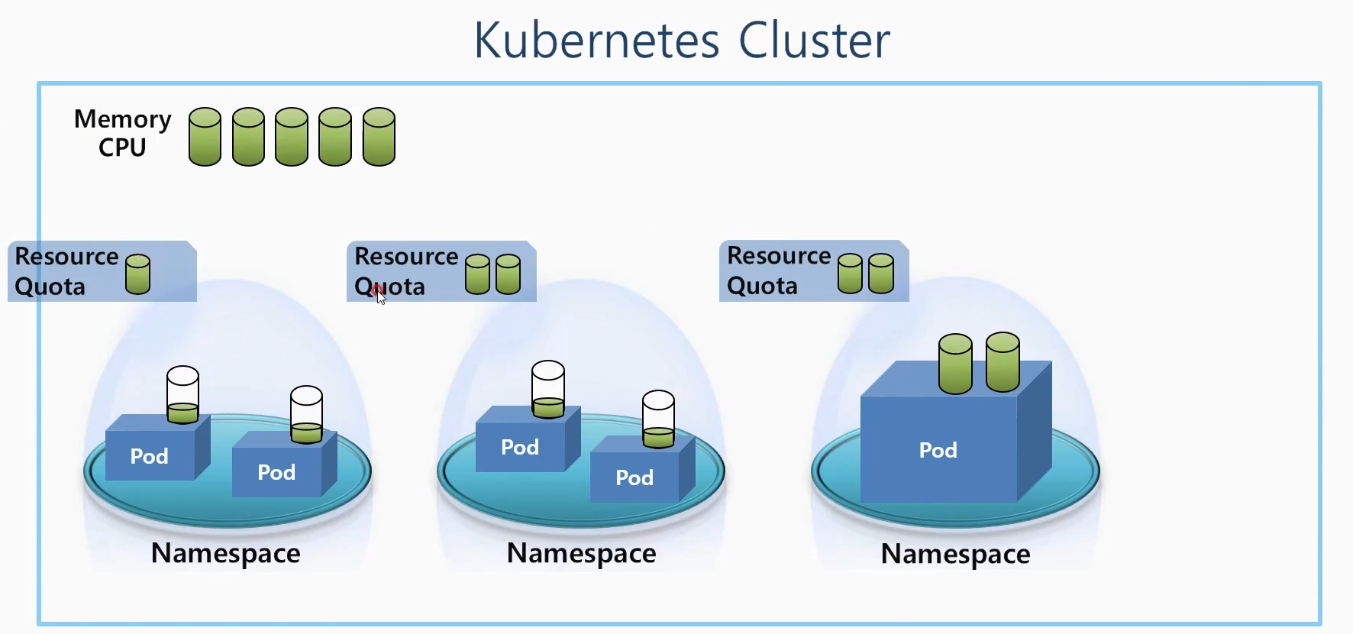 Kubernetes Cluster
Memory
CPU
Resource
Quota
Resource
Quota
Resource
Quota
Pod
Pod
Pod
Pod
Pod
Namespace
Namespace
Namespace